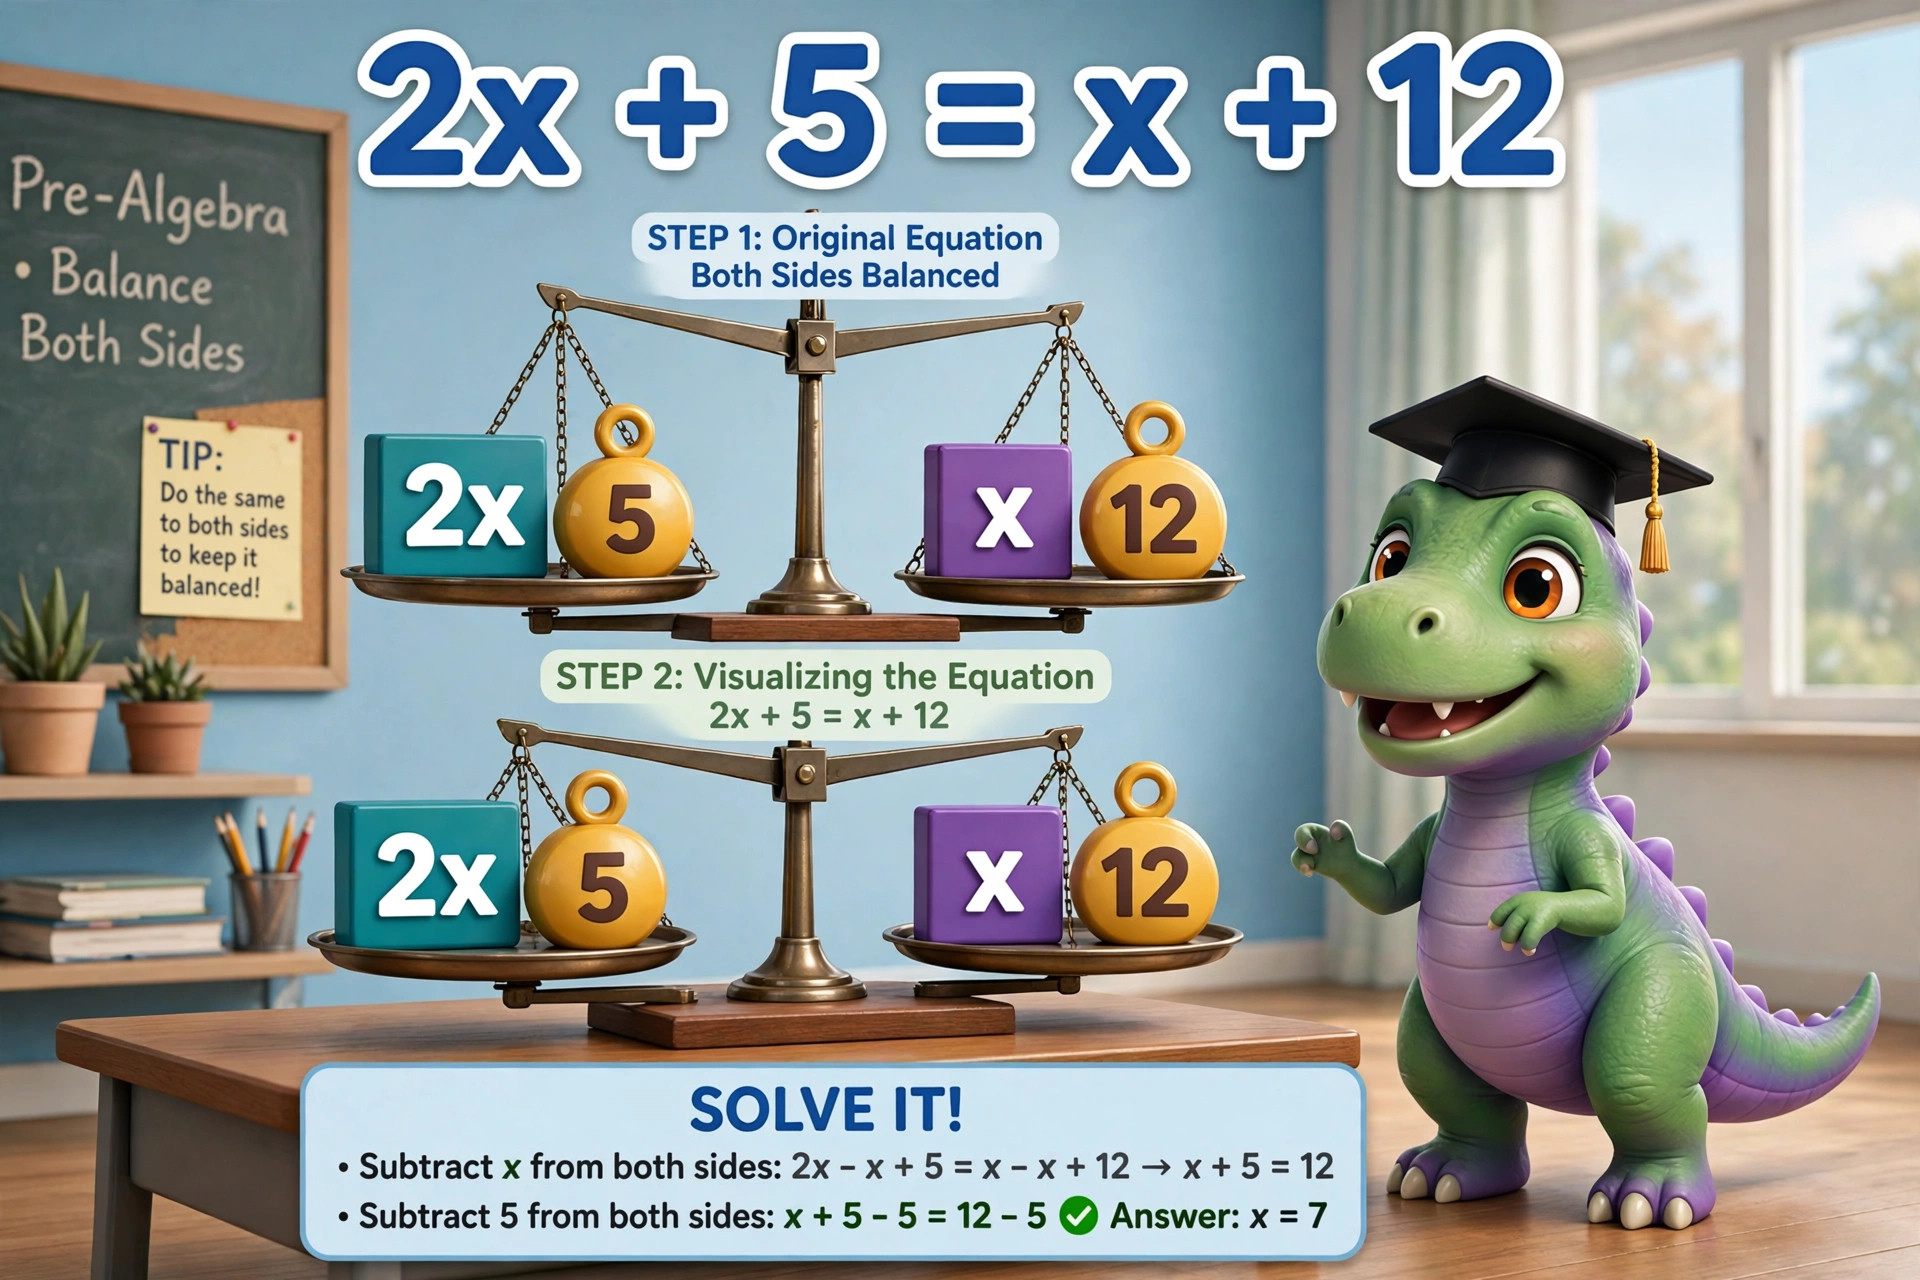 2x + 5 = x + 12
Pre-Algebra
• Balance
Both Sides
TIP:
Do the same
to both sides
to keep it
balanced!
STEP 1: Original Equation
Both Sides Balanced
2x 5 x 12
STEP 2: Visualizing the Equation
2x + 5 = x + 12
2x 5 x 12
SOLVE IT!
• Subtract x from both sides: 2x – x + 5 = x – x + 12 → x + 5 = 12
• Subtract 5 from both sides: x + 5 – 5 = 12 – 5 ✅ Answer: x = 7